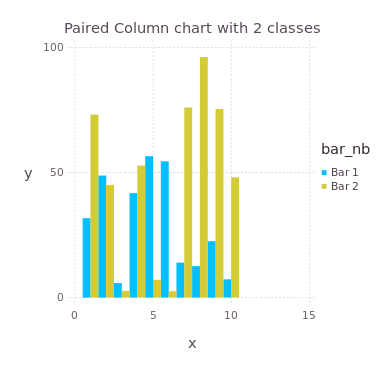 Paired Column chart with 2 classes
100
50
0
y
0 5 10 15
x
bar_nb
Bar 1
Bar 2